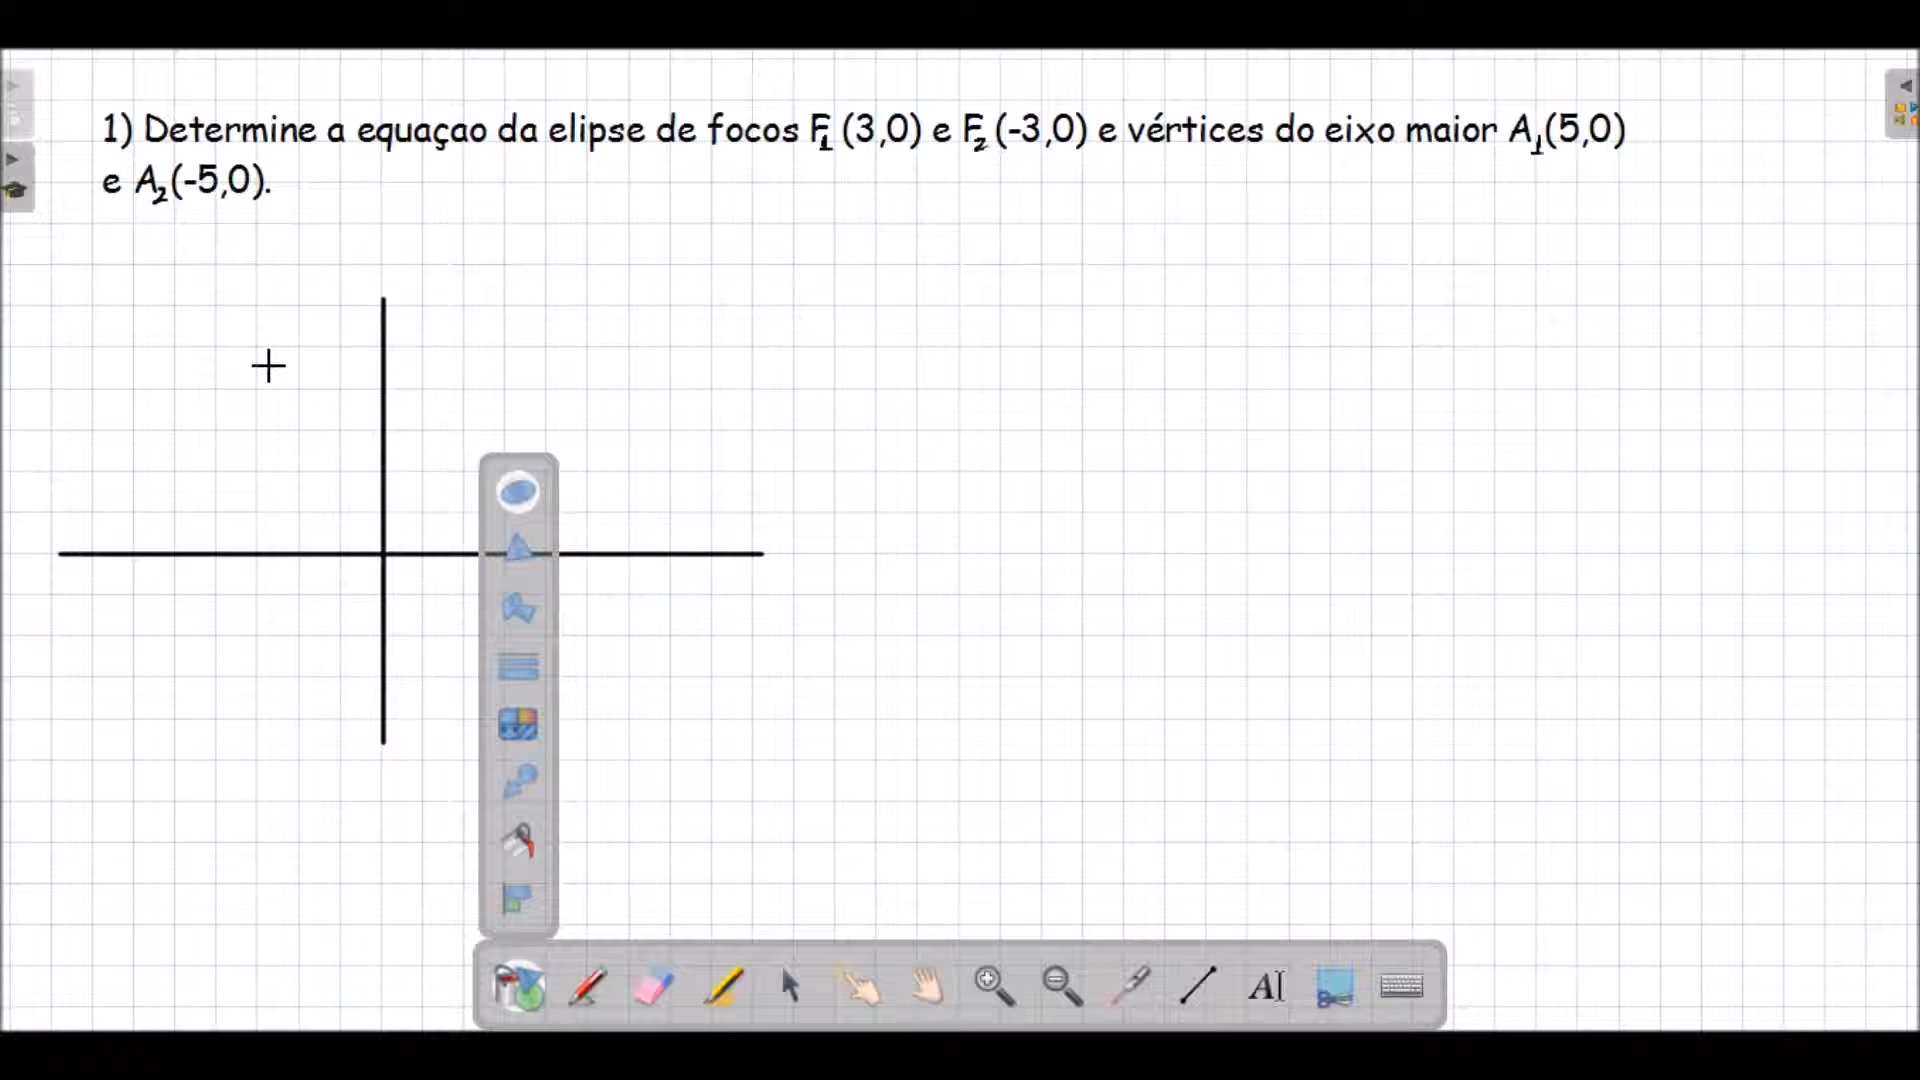 1) Determine a equaçao da elipse de focos F₁ (3,0) e F₂ (-3,0) e vértices do eixo maior A₁(5,0)
e A₂(-5,0).
AI